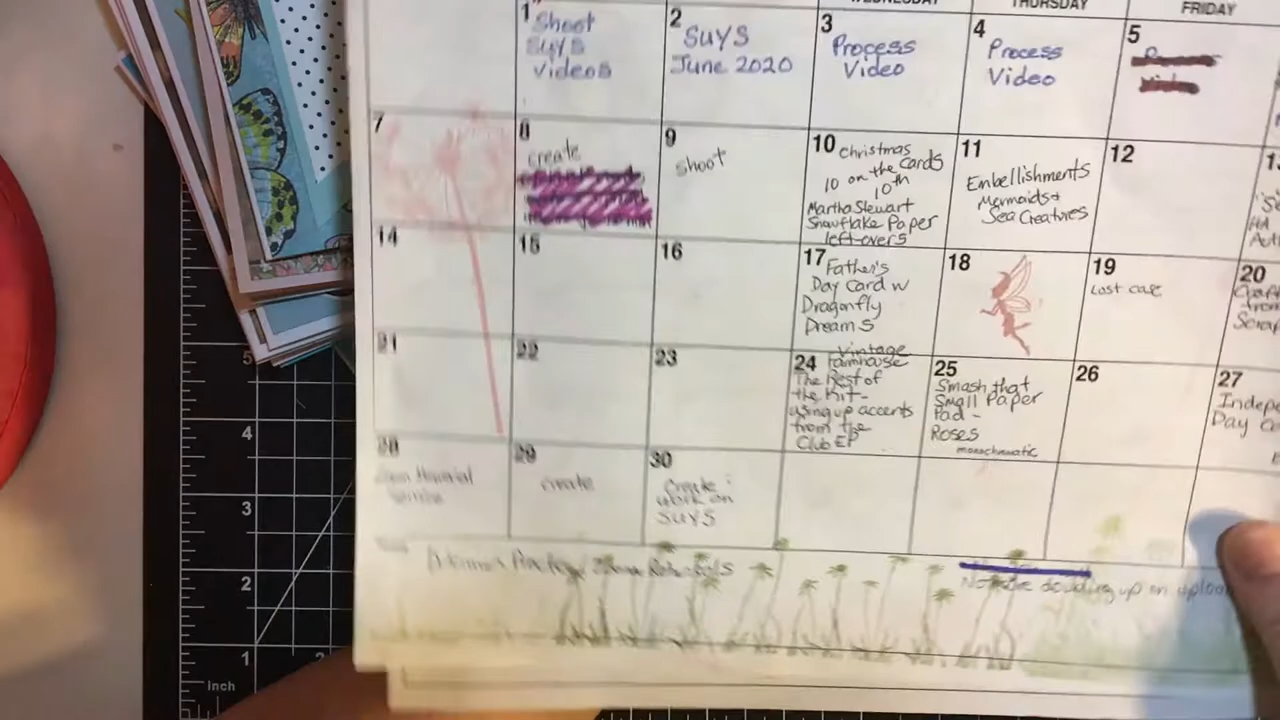 THURSDAY
FRIDAY
1
Shoot
SUYS
Videos
2
SUYS
June 2020
3
Process
Video
4
Process
Video
5
7
8
create
9
shoot
10 Christmas
10 on the Cards
10th
Martha Stewart
Snowflake Paper
left-overs
11
Embellishments
Mermaids +
Sea Creatures
12
14
15
16
17 Father's
Day Card w
Dragonfly
Dreams
18
19
20
21
22
23
24 Vintage
farmhouse
The Rest of
the Kit-
using up accents
from the
Club EP
25
Smash that
Small Paper
Pad -
Roses
monochromatic
26
27
Day
28
Service
29
create
30
Create
work on
SUYS
doubling up on
5
4
3
2
1
Inch